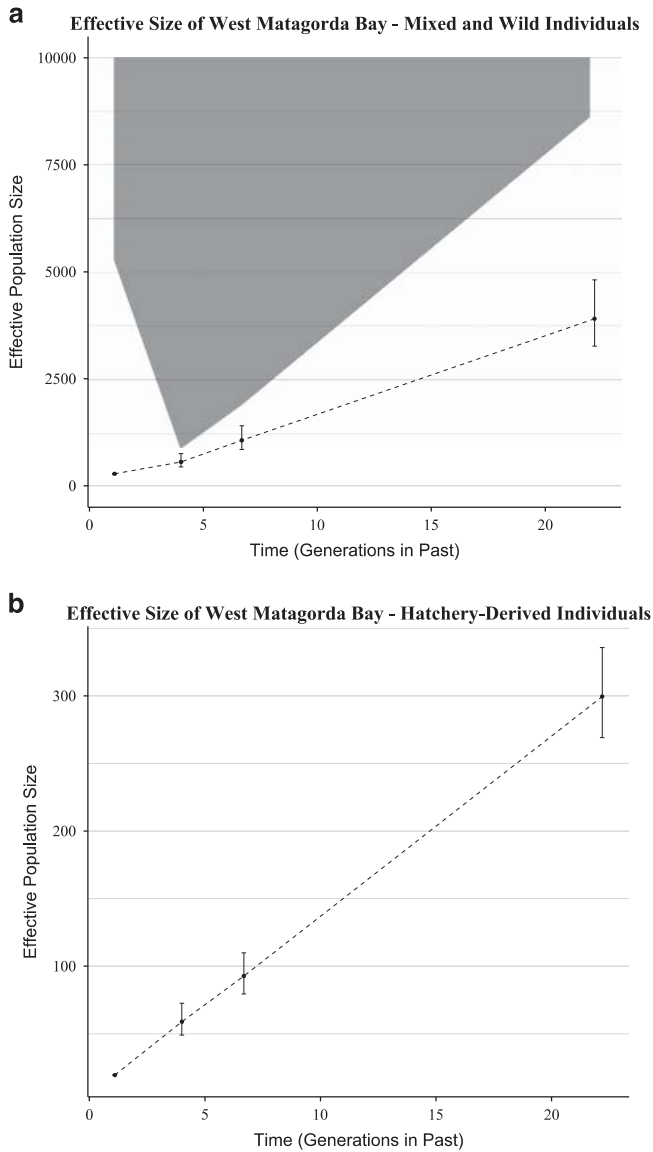 a
Effective Size of West Matagorda Bay - Mixed and Wild Individuals
10000
7500
5000
2500
0
Effective Population Size
0 5 10 15 20
Time (Generations in Past)
b
Effective Size of West Matagorda Bay - Hatchery-Derived Individuals
300
200
100
Effective Population Size
0 5 10 15 20
Time (Generations in Past)